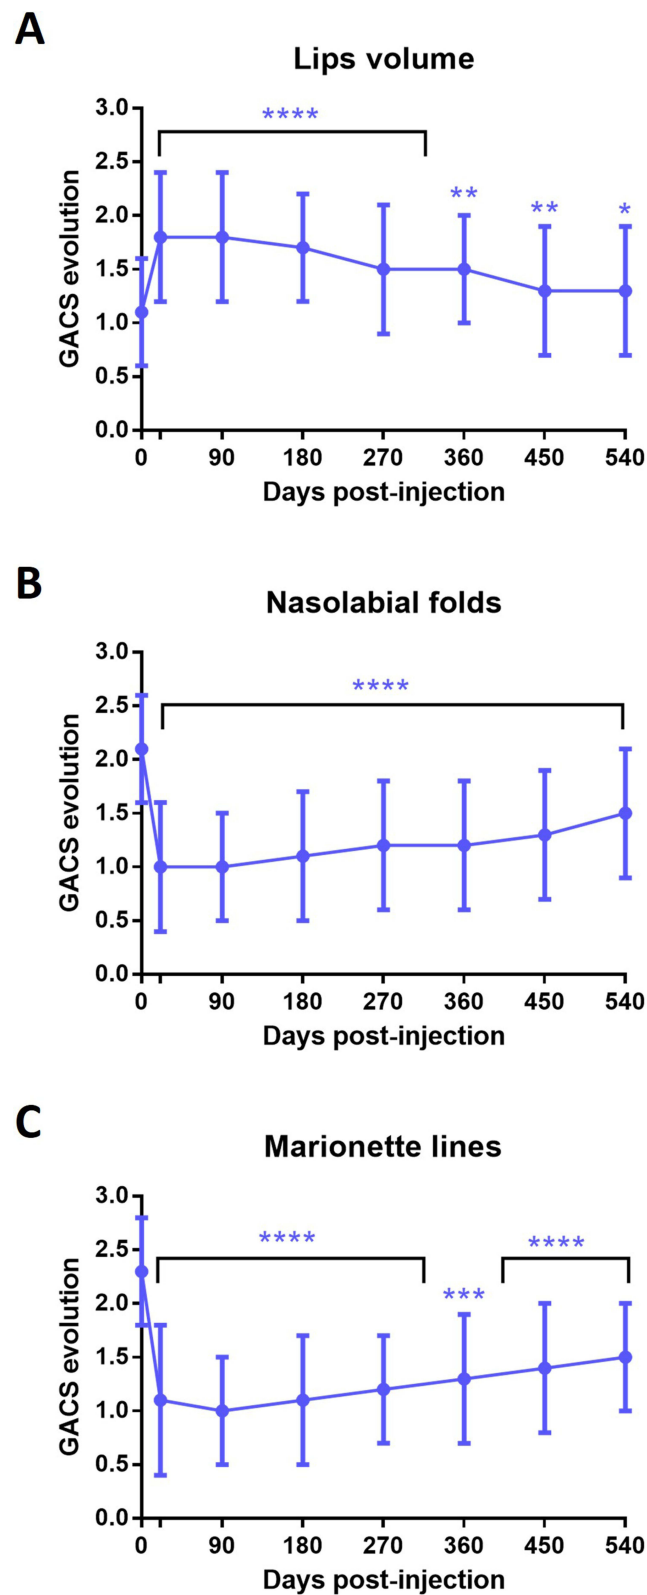 A
Lips volume
****
** ** *
3.0
2.5
2.0
1.5
1.0
0.5
0.0
GACS evolution
0 90 180 270 360 450 540
Days post-injection
B
Nasolabial folds
****
3.0
2.5
2.0
1.5
1.0
0.5
0.0
GACS evolution
0 90 180 270 360 450 540
Days post-injection
C
Marionette lines
**** *** ****
3.0
2.5
2.0
1.5
1.0
0.5
0.0
GACS evolution
0 90 180 270 360 450 540
Days post-injection